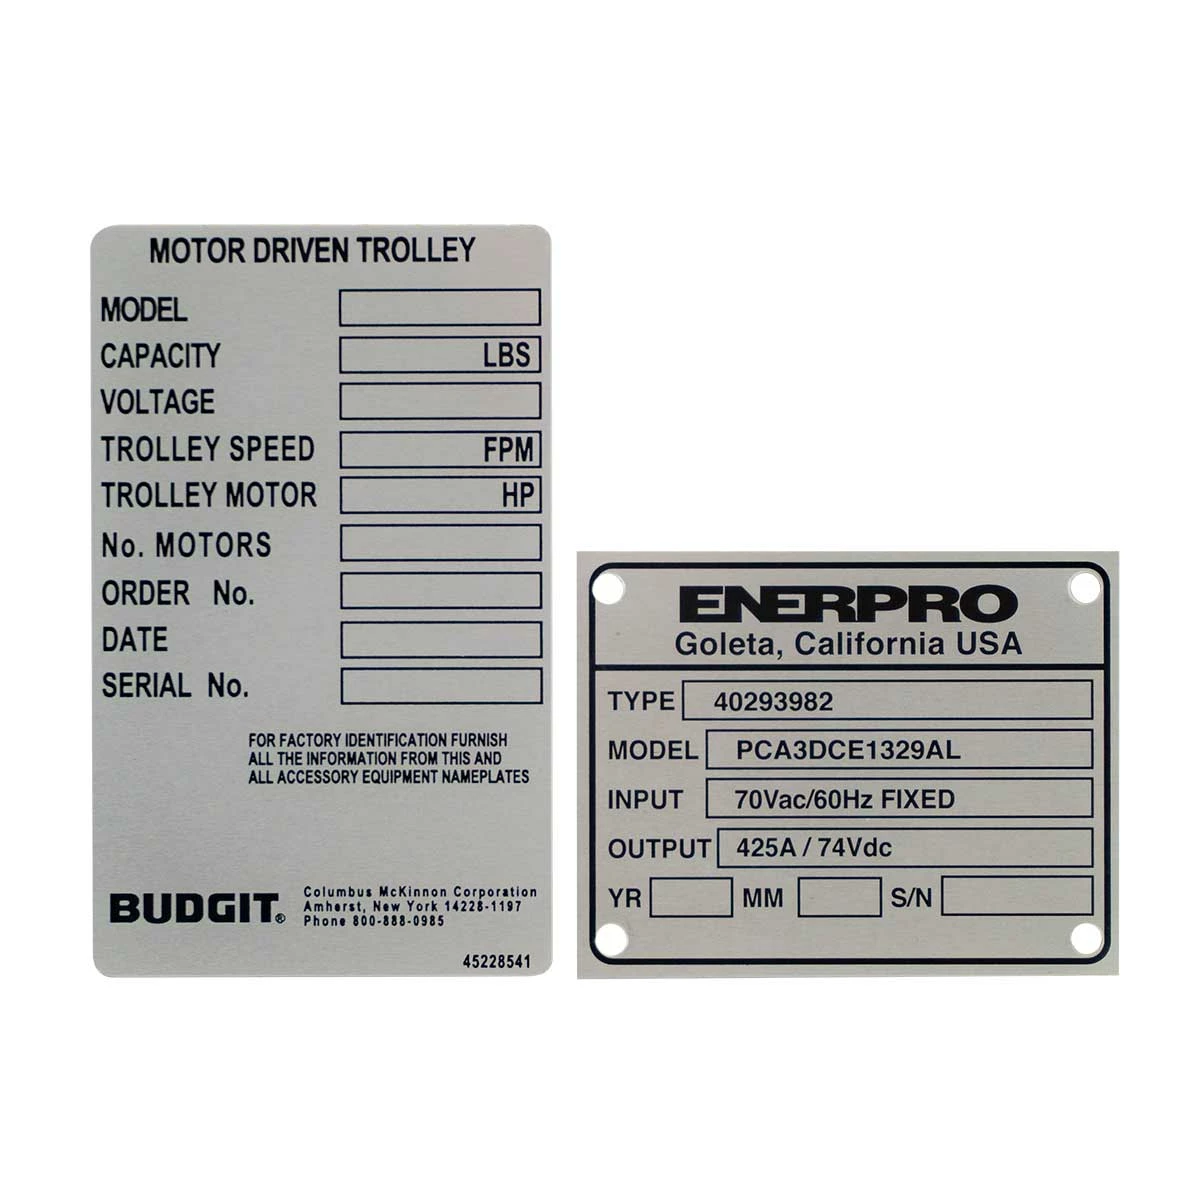 MOTOR DRIVEN TROLLEY
MODEL
CAPACITY LBS
VOLTAGE
TROLLEY SPEED FPM
TROLLEY MOTOR HP
No. MOTORS
ORDER No.
DATE
SERIAL No.
FOR FACTORY IDENTIFICATION FURNISH
ALL THE INFORMATION FROM THIS AND
ALL ACCESSORY EQUIPMENT NAMEPLATES
BUDGIT®
Columbus McKinnon Corporation
Amherst, New York 14228-1197
Phone 800-888-0985
45228541
ENERPRO
Goleta, California USA
TYPE 40293982
MODEL PCA3DCE1329AL
INPUT 70Vac/60Hz FIXED
OUTPUT 425A / 74Vdc
YR MM S/N